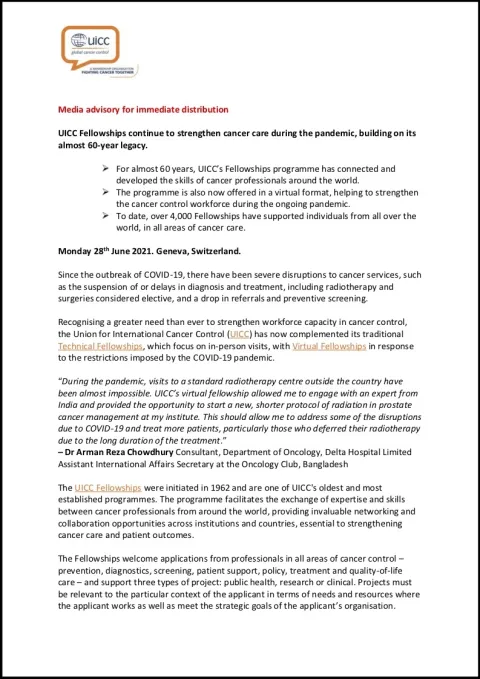 UICC
global cancer control
A MEMBERSHIP ORGANISATION
FIGHTING CANCER TOGETHER
Media advisory for immediate distribution
UICC Fellowships continue to strengthen cancer care during the pandemic, building on its
almost 60-year legacy.
➢ For almost 60 years, UICC's Fellowships programme has connected and
developed the skills of cancer professionals around the world.
➢ The programme is also now offered in a virtual format, helping to strengthen
the cancer control workforce during the ongoing pandemic.
➢ To date, over 4,000 Fellowships have supported individuals from all over the
world, in all areas of cancer care.
Monday 28th June 2021. Geneva, Switzerland.
Since the outbreak of COVID-19, there have been severe disruptions to cancer services, such
as the suspension of or delays in diagnosis and treatment, including radiotherapy and
surgeries considered elective, and a drop in referrals and preventive screening.
Recognising a greater need than ever to strengthen workforce capacity in cancer control,
the Union for International Cancer Control (UICC) has now complemented its traditional
Technical Fellowships, which focus on in-person visits, with Virtual Fellowships in response
to the restrictions imposed by the COVID-19 pandemic.
"During the pandemic, visits to a standard radiotherapy centre outside the country have
been almost impossible. UICC's virtual fellowship allowed me to engage with an expert from
India and provided the opportunity to start a new, shorter protocol of radiation in prostate
cancer management at my institute. This should allow me to address some of the disruptions
due to COVID-19 and treat more patients, particularly those who deferred their radiotherapy
due to the long duration of the treatment."
– Dr Arman Reza Chowdhury Consultant, Department of Oncology, Delta Hospital Limited
Assistant International Affairs Secretary at the Oncology Club, Bangladesh
The UICC Fellowships were initiated in 1962 and are one of UICC's oldest and most
established programmes. The programme facilitates the exchange of expertise and skills
between cancer professionals from around the world, providing invaluable networking and
collaboration opportunities across institutions and countries, essential to strengthening
cancer care and patient outcomes.
The Fellowships welcome applications from professionals in all areas of cancer control –
prevention, diagnostics, screening, patient support, policy, treatment and quality-of-life
care – and support three types of project: public health, research or clinical. Projects must
be relevant to the particular context of the applicant in terms of needs and resources where
the applicant works as well as meet the strategic goals of the applicant's organisation.